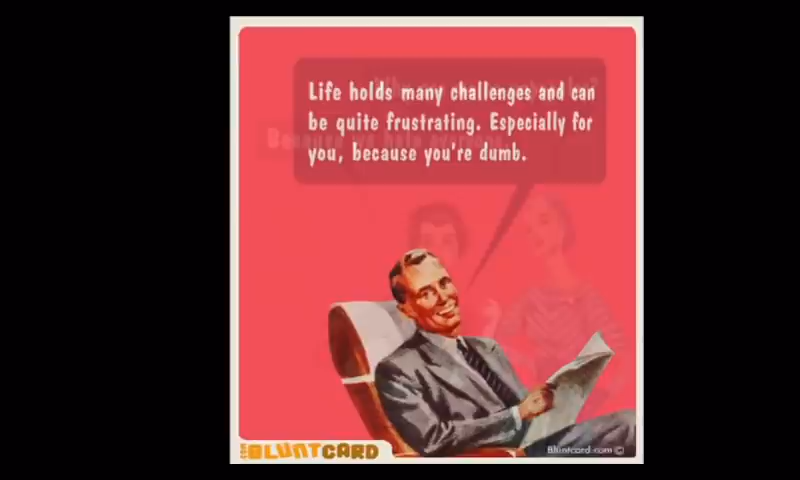 Life holds many challenges and can
be quite frustrating. Especially for
you, because you're dumb.
.COM
BLUNTCARD
Bluntcard.com ©